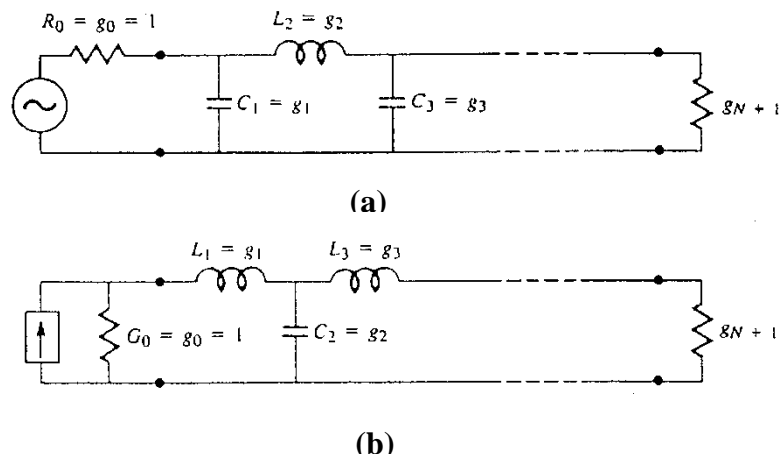 R₀ = g₀ = 1
L₂ = g₂
C₁ = g₁
C₃ = g₃
gN + 1
(a)
L₁ = g₁
L₃ = g₃
G₀ = g₀ = 1
C₂ = g₂
gN + 1
(b)